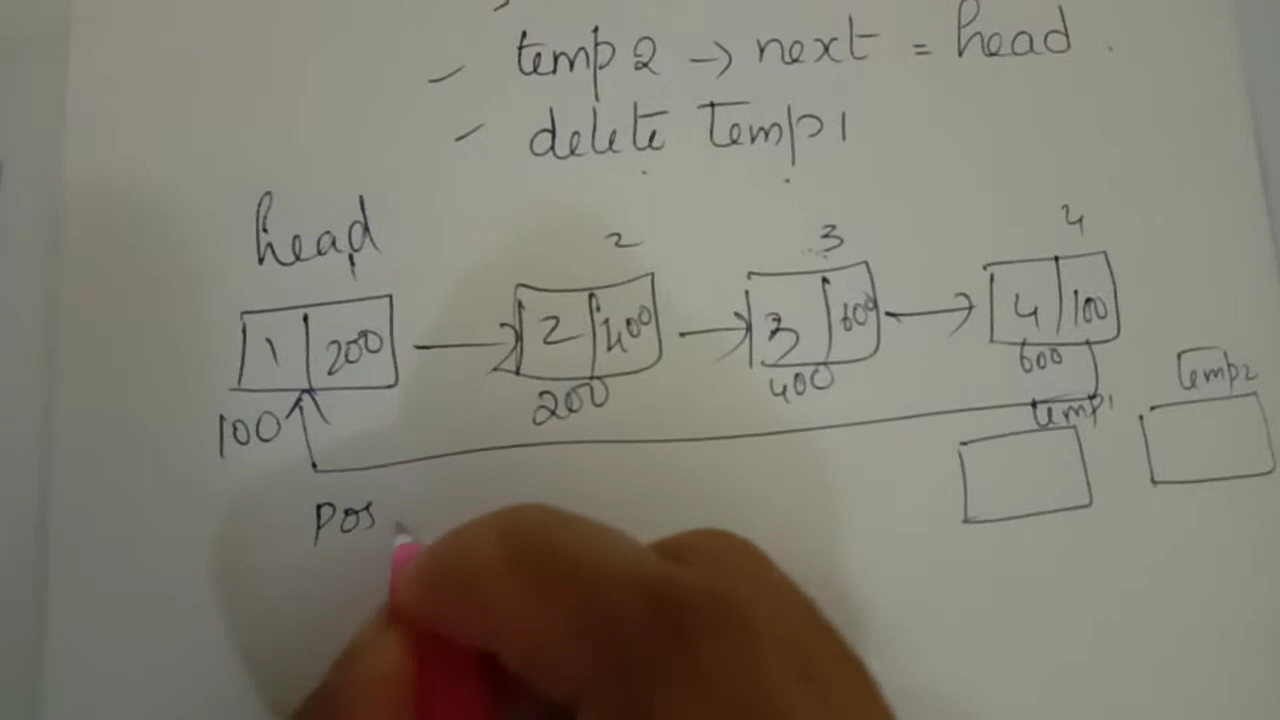 temp2 → next = head.
- delete Temp1
head
2 3 4
1 200 → 2 400 → 3 600 → 4 100
100 200 400 600
temp1 temp2
pos